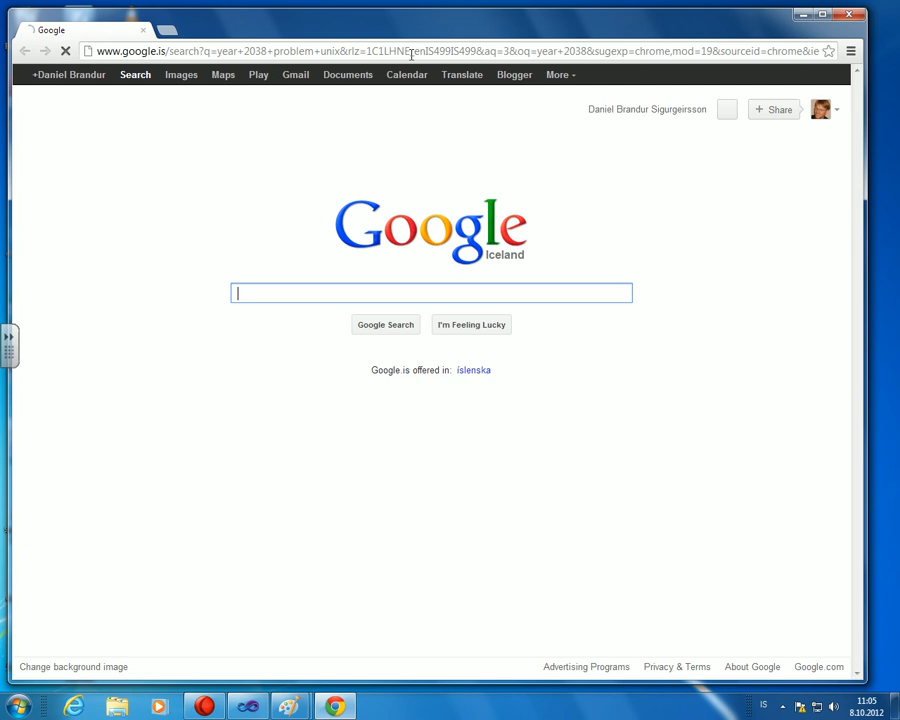 Google
www.google.is/search?q=year+2038+problem+unix&rlz=1C1LHNE_enIS499IS499&aq=3&oq=year+2038&sugexp=chrome,mod=19&sourceid=chrome&ie
+Daniel Brandur Search Images Maps Play Gmail Documents Calendar Translate Blogger More
Daniel Brandur Sigurgeirsson + Share
Google
Iceland
Google Search I'm Feeling Lucky
Google.is offered in: íslenska
Change background image Advertising Programs Privacy & Terms About Google Google.com
IS 11:05
8.10.2012